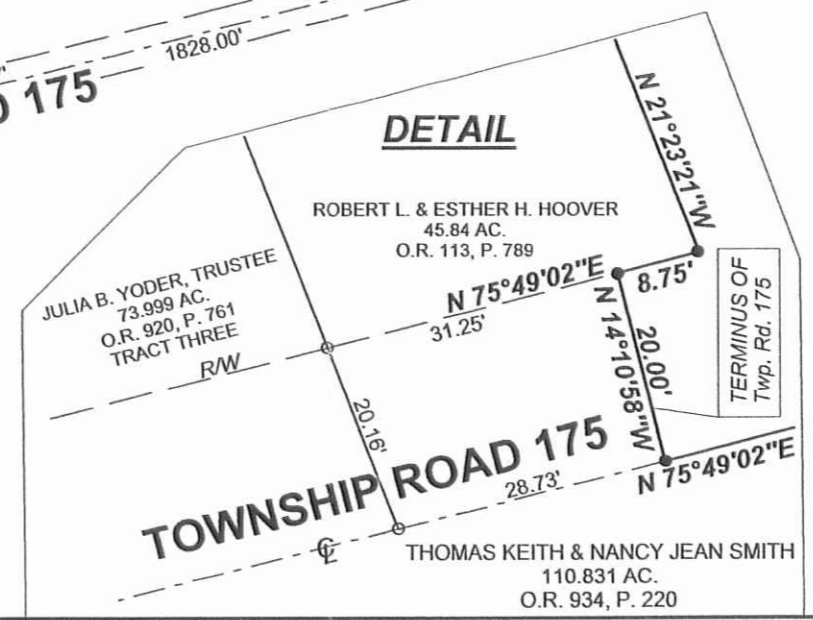 1828.00'
175
DETAIL
N 21°23'21"W
ROBERT L. & ESTHER H. HOOVER
45.84 AC.
O.R. 113, P. 789
JULIA B. YODER, TRUSTEE
73.999 AC.
O.R. 920, P. 761
TRACT THREE
R/W
N 75°49'02"E
31.25'
8.75'
N 14°10'58"W
20.00'
TERMINUS OF
Twp. Rd. 175
20.16'
TOWNSHIP ROAD 175
28.73'
N 75°49'02"E
℄
THOMAS KEITH & NANCY JEAN SMITH
110.831 AC.
O.R. 934, P. 220